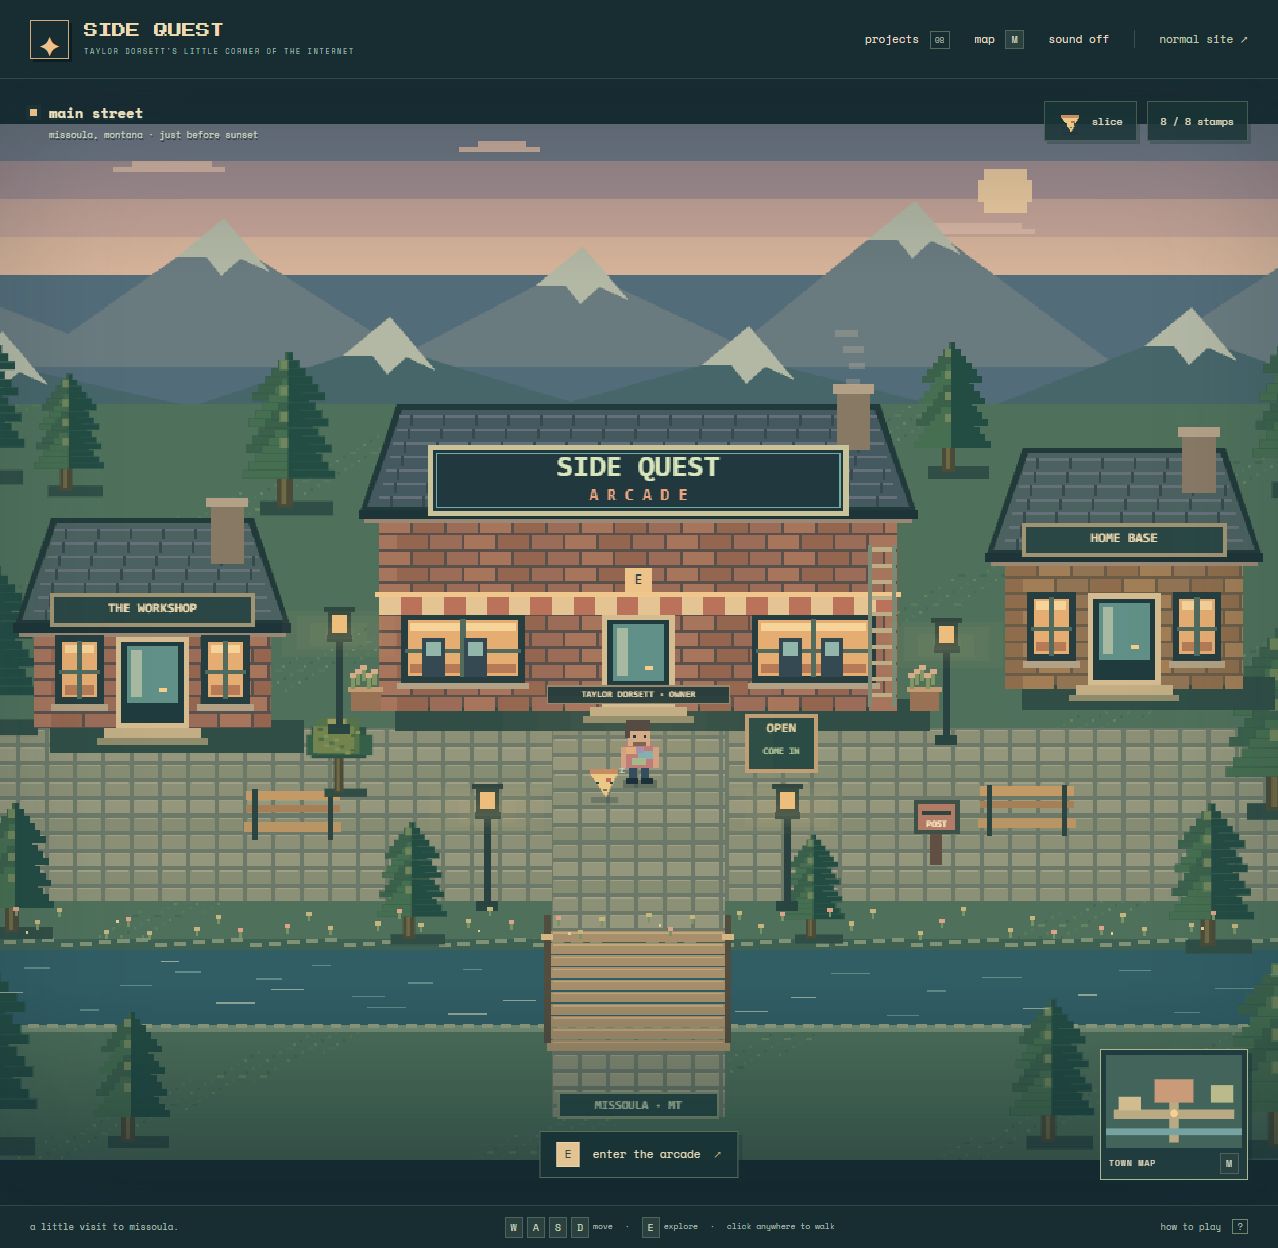 SIDE QUEST
TAYLOR DORSETT'S LITTLE CORNER OF THE INTERNET
projects 08 map M sound off normal site ↗
main street
missoula, montana · just before sunset
slice 8 / 8 stamps
SIDE QUEST
ARCADE
HOME BASE
E
THE WORKSHOP
TAYLOR DORSETT · OWNER
OPEN
COME IN
POST
MISSOULA · MT
E enter the arcade ↗
TOWN MAP M
a little visit to missoula.
W A S D move · E explore · click anywhere to walk
how to play ?